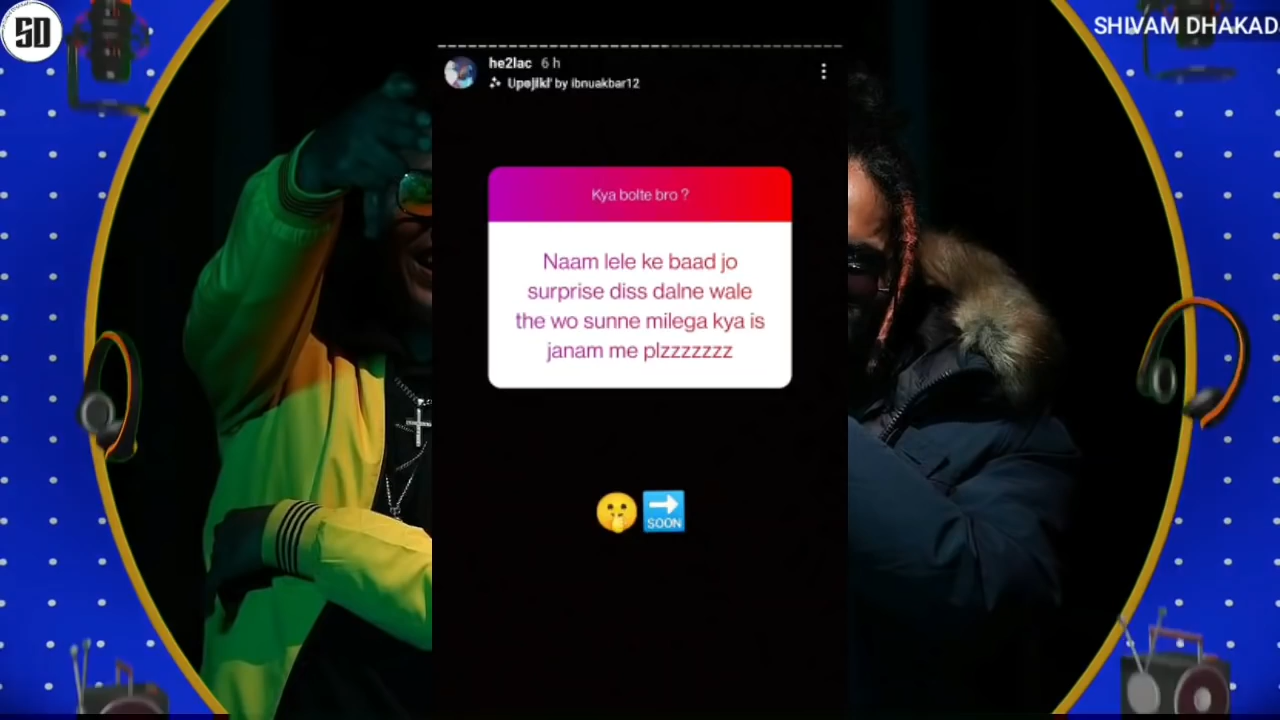 SD
SHIVAM DHAKAD
he2lac 6 h
by ibnuakbar12
Kya bolte bro ?
Naam lele ke baad jo
surprise diss dalne wale
the wo sunne milega kya is
janam me plzzzzzzz
SOON